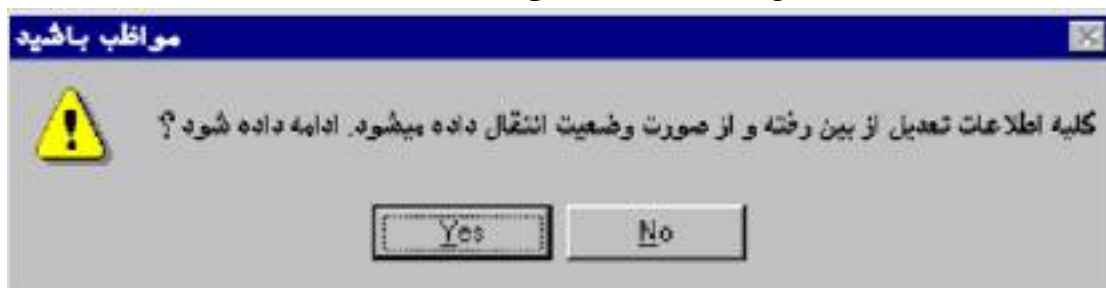 مواظب باشید
کلیه اطلاعات تعدیل از بین رفته و از صورت وضعیت انتقال داده میشود. ادامه داده شود ؟
Yes No